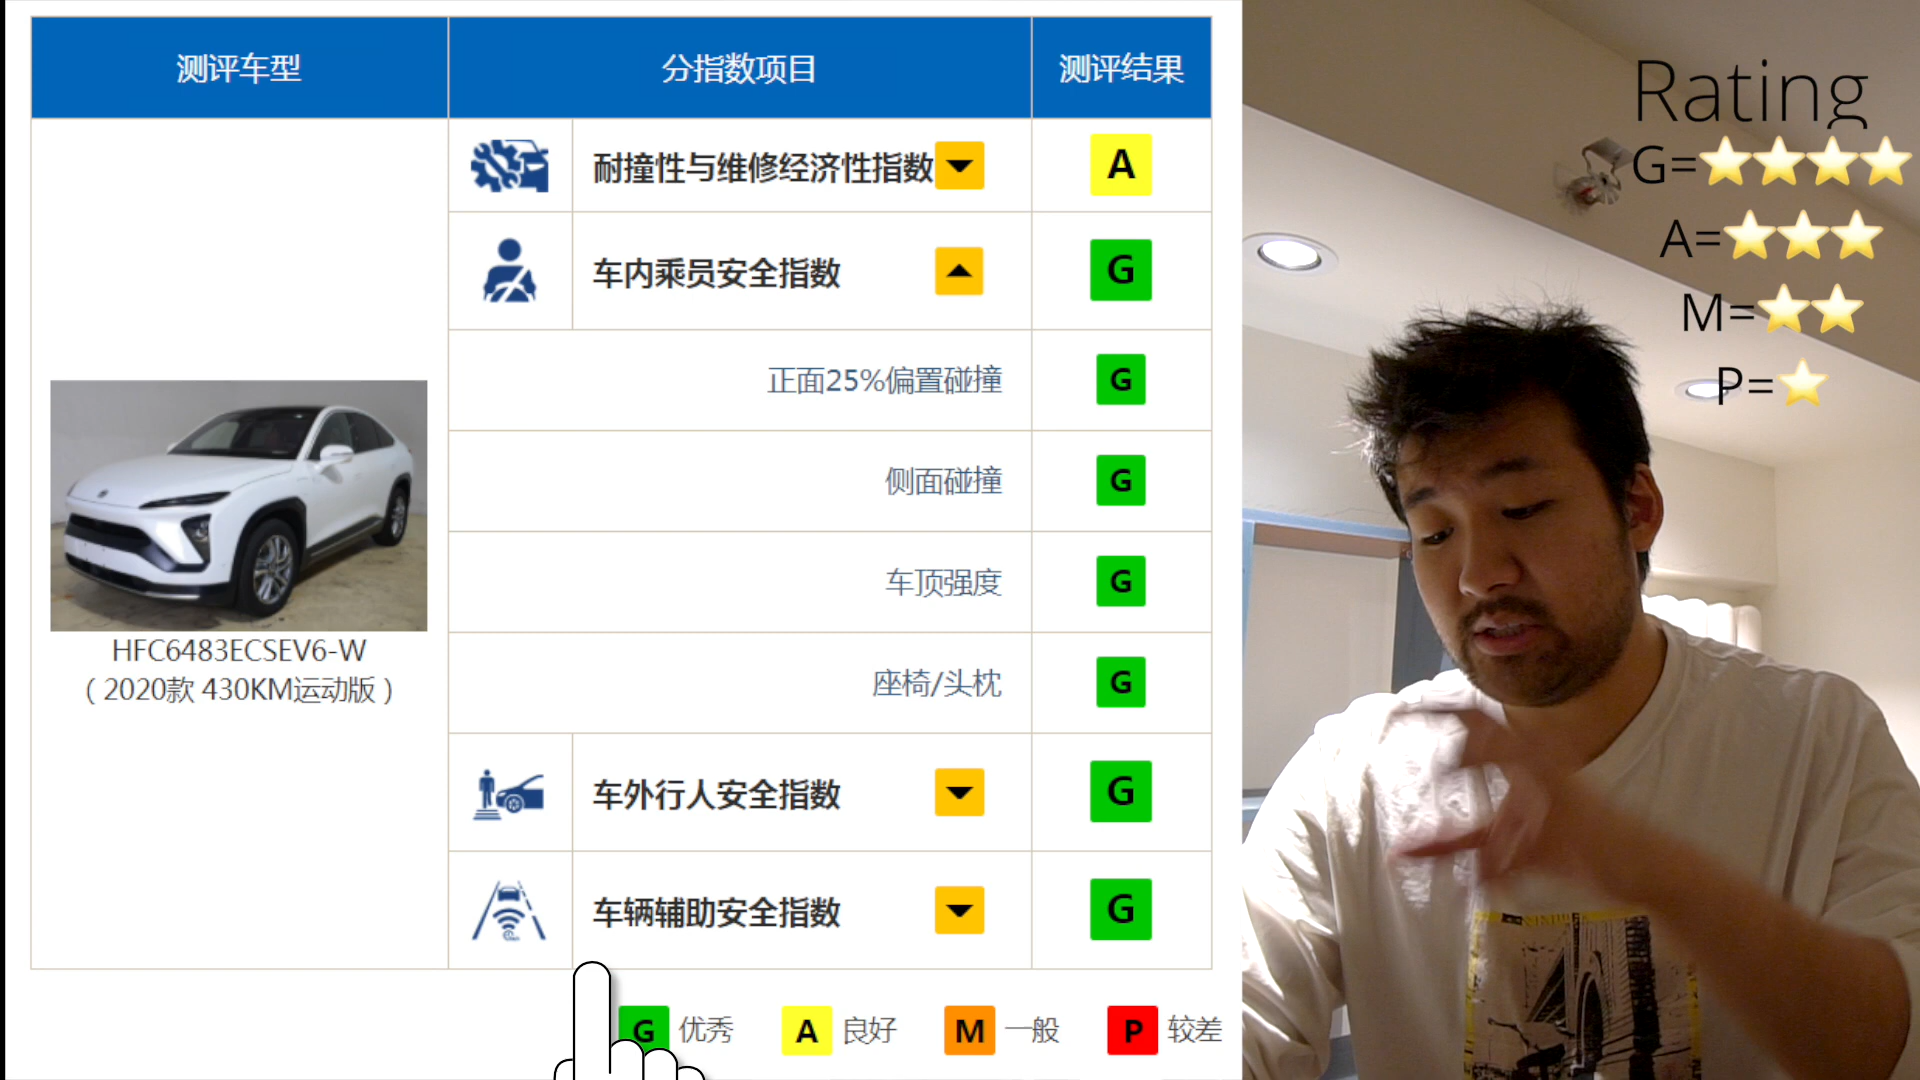 测评车型
分指数项目
测评结果
耐撞性与维修经济性指数
A
车内乘员安全指数
G
正面25%偏置碰撞
G
侧面碰撞
G
车顶强度
G
座椅/头枕
G
车外行人安全指数
G
车辆辅助安全指数
G
HFC6483ECSEV6-W
（2020款 430KM运动版）
G 优秀 A 良好 M 一般 P 较差
Rating
G=⭐⭐⭐⭐
A=⭐⭐⭐
M=⭐⭐
P=⭐